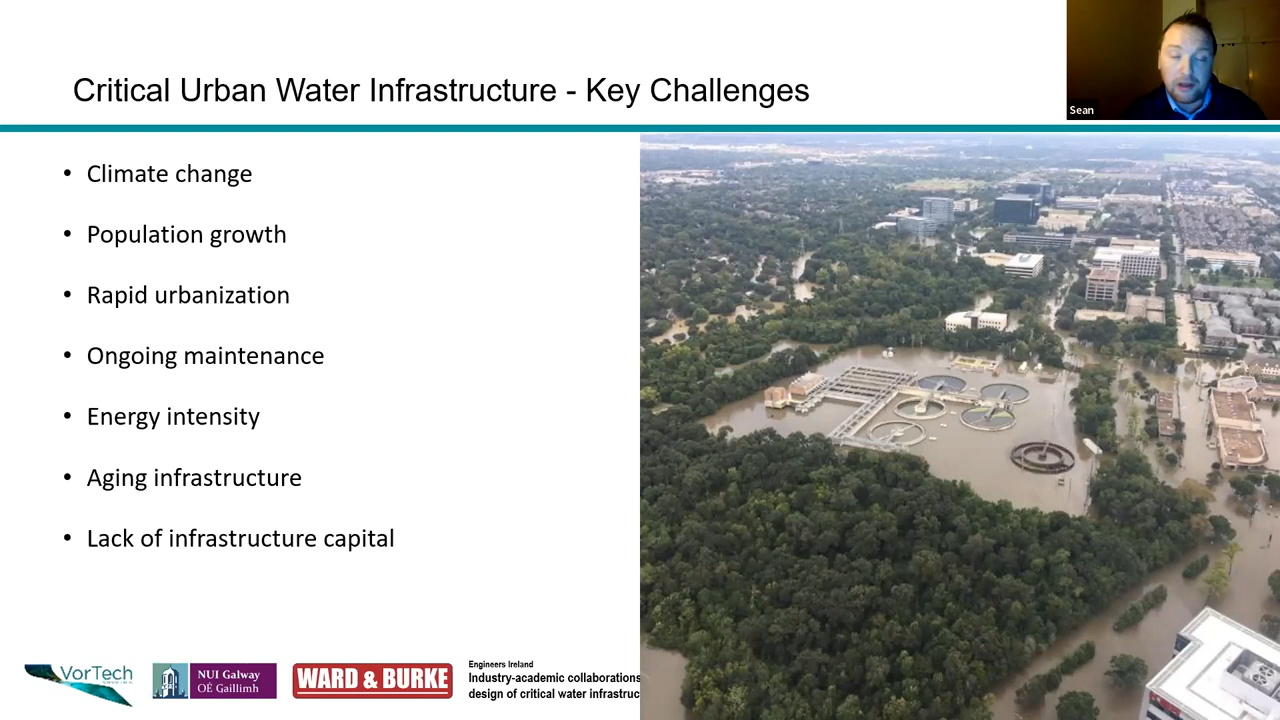 Critical Urban Water Infrastructure - Key Challenges
Sean
• Climate change
• Population growth
• Rapid urbanization
• Ongoing maintenance
• Energy intensity
• Aging infrastructure
• Lack of infrastructure capital
VorTech
NUI Galway
OÉ Gaillimh
WARD & BURKE
Engineers Ireland
Industry-academic collaborations
design of critical water infrastruc